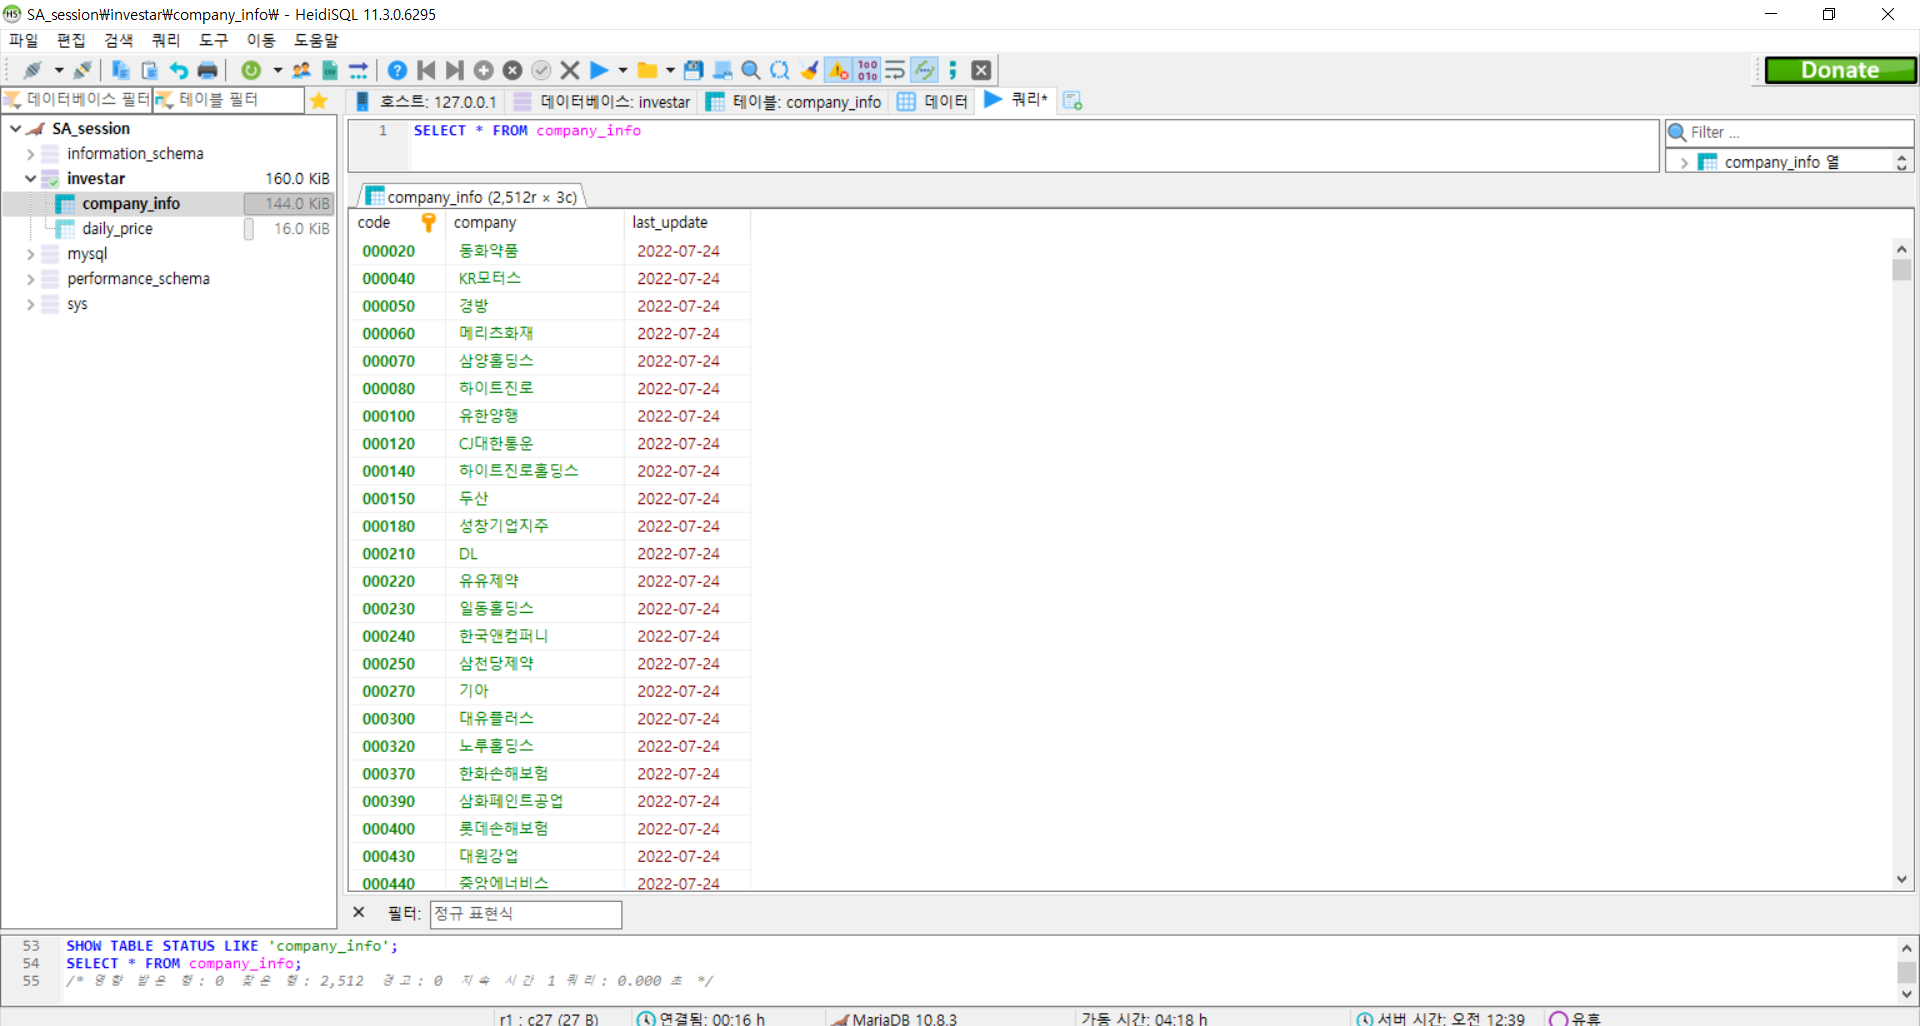 SA_session₩investar₩company_info₩ - HeidiSQL 11.3.0.6295
파일 편집 검색 쿼리 도구 이동 도움말
Donate
데이터베이스 필터 테이블 필터
호스트: 127.0.0.1 데이터베이스: investar 테이블: company_info 데이터 쿼리*
SA_session
information_schema
investar 160.0 KiB
company_info 144.0 KiB
daily_price 16.0 KiB
mysql
performance_schema
sys
1 SELECT * FROM company_info
Filter ...
company_info 열
company_info (2,512r × 3c)
code company last_update
000020 동화약품 2022-07-24
000040 KR모터스 2022-07-24
000050 경방 2022-07-24
000060 메리츠화재 2022-07-24
000070 삼양홀딩스 2022-07-24
000080 하이트진로 2022-07-24
000100 유한양행 2022-07-24
000120 CJ대한통운 2022-07-24
000140 하이트진로홀딩스 2022-07-24
000150 두산 2022-07-24
000180 성창기업지주 2022-07-24
000210 DL 2022-07-24
000220 유유제약 2022-07-24
000230 일동홀딩스 2022-07-24
000240 한국앤컴퍼니 2022-07-24
000250 삼천당제약 2022-07-24
000270 기아 2022-07-24
000300 대유플러스 2022-07-24
000320 노루홀딩스 2022-07-24
000370 한화손해보험 2022-07-24
000390 삼화페인트공업 2022-07-24
000400 롯데손해보험 2022-07-24
000430 대원강업 2022-07-24
000440 중앙에너비스 2022-07-24
필터: 정규 표현식
53 SHOW TABLE STATUS LIKE 'company_info';
54 SELECT * FROM company_info;
55 /* 영향 받은 행: 0 찾은 행: 2,512 경고: 0 지속 시간 1 쿼리: 0.000 초 */
r1 : c27 (27 B) 연결됨: 00:16 h MariaDB 10.8.3 가동 시간: 04:18 h 서버 시간: 오전 12:39 유휴